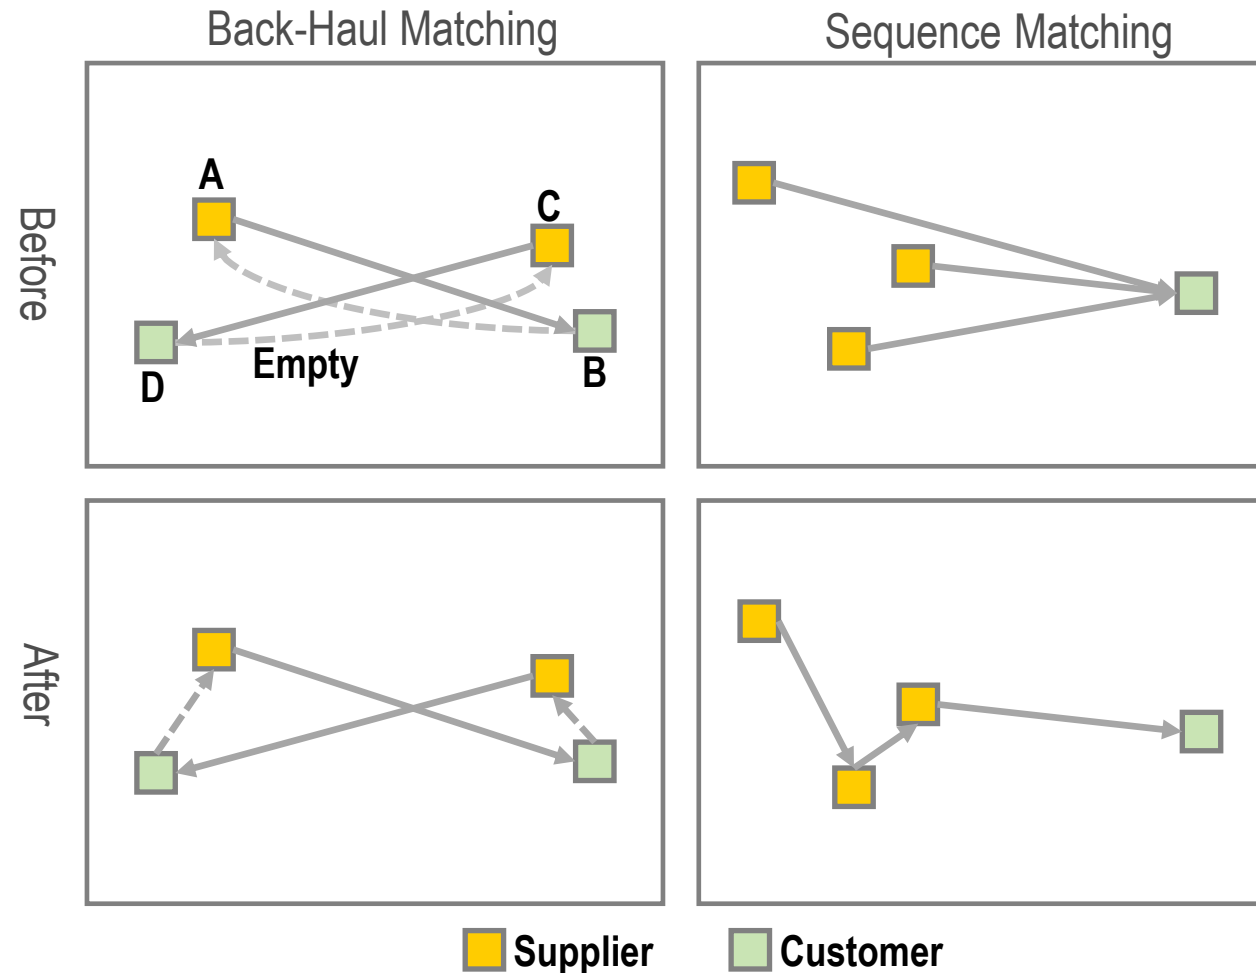 Back-Haul Matching
Sequence Matching
Before
A
C
Empty
D
B
After
Supplier
Customer